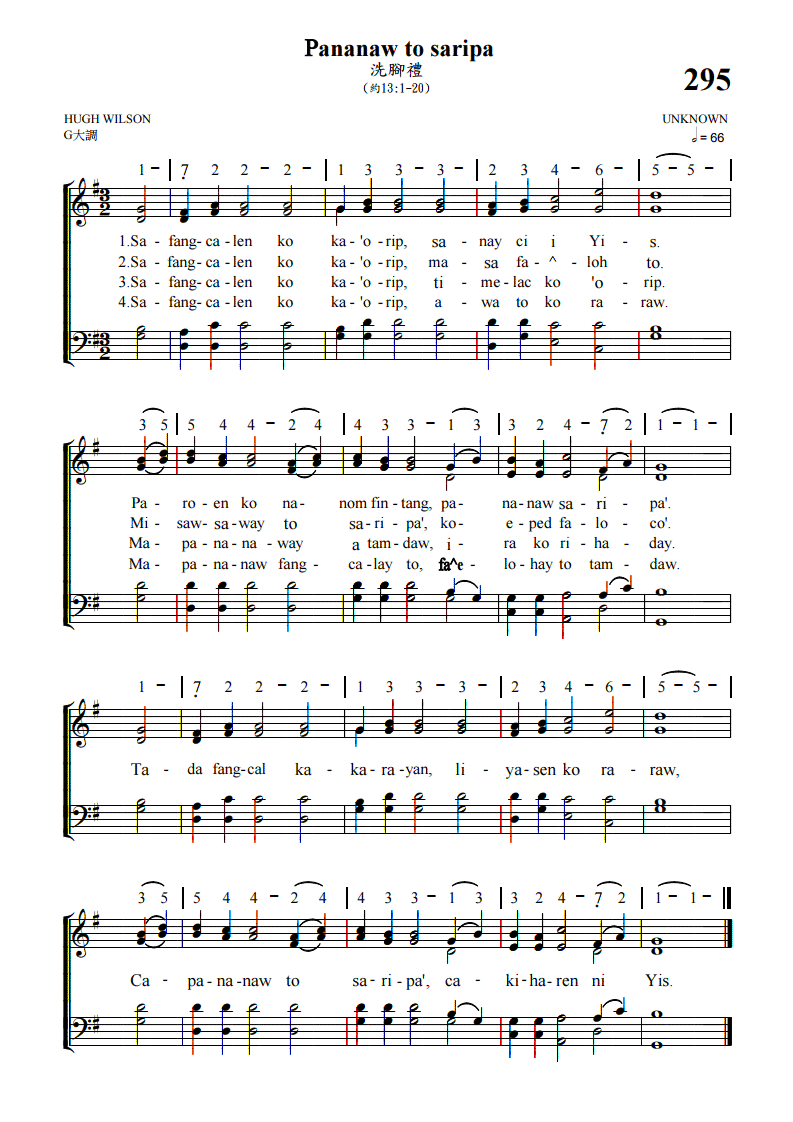 Pananaw to saripa
洗腳禮
(約13:1-20)
295
HUGH WILSON
UNKNOWN
G大調
= 66
1 - | 7 2 2 - 2 - | 1 3 3 - 3 - | 2 3 4 - 6 - | 5 - 5 - |
3 2
1.Sa - fang-ca-len ko ka-'o-rip, sa-nay ci i Yi - s.
2.Sa - fang-ca-len ko ka-'o-rip, ma-sa fa-^-loh to.
3.Sa - fang-ca-len ko ka-'o-rip, ti-me-lac ko 'o - rip.
4.Sa - fang-ca-len ko ka-'o-rip, a-wa to ko ra-raw.
3 2
3 5 | 5 4 4 - 2 4 | 4 3 3 - 1 3 | 3 2 4 - 7 2 | 1 - 1 - |
Pa - ro-en ko na - nom fin-tang, pa - na-naw sa - ri - pa'.
Mi - saw-sa-way to sa-ri-pa', ko - e-ped fa-lo - co'.
Ma - pa-na-na-way a tam-daw, i - ra ko ri-ha - day.
Ma - pa-na-naw fang - ca-lay to, fa^e - lo-hay to tam - daw.
1 - | 7 2 2 - 2 - | 1 3 3 - 3 - | 2 3 4 - 6 - | 5 - 5 - |
Ta - da fang-cal ka - ka-ra-yan, li - ya-sen ko ra - raw,
3 5 | 5 4 4 - 2 4 | 4 3 3 - 1 3 | 3 2 4 - 7 2 | 1 - 1 - ||
Ca - pa-na-naw to sa-ri-pa', ca - ki-ha-ren ni Yis.